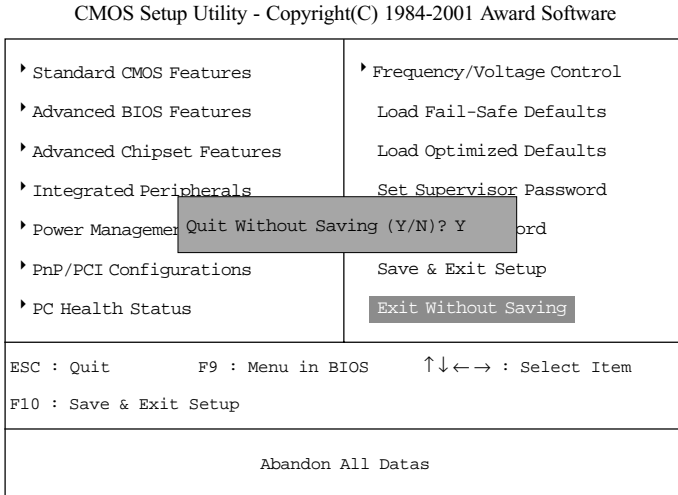 CMOS Setup Utility - Copyright(C) 1984-2001 Award Software
Standard CMOS Features
Advanced BIOS Features
Advanced Chipset Features
Integrated Peripherals
Power Managemen
PnP/PCI Configurations
PC Health Status
Frequency/Voltage Control
Load Fail-Safe Defaults
Load Optimized Defaults
Set Supervisor Password
ord
Save & Exit Setup
Exit Without Saving
Quit Without Saving (Y/N)? Y
ESC : Quit F9 : Menu in BIOS ↑↓←→ : Select Item
F10 : Save & Exit Setup
Abandon All Datas